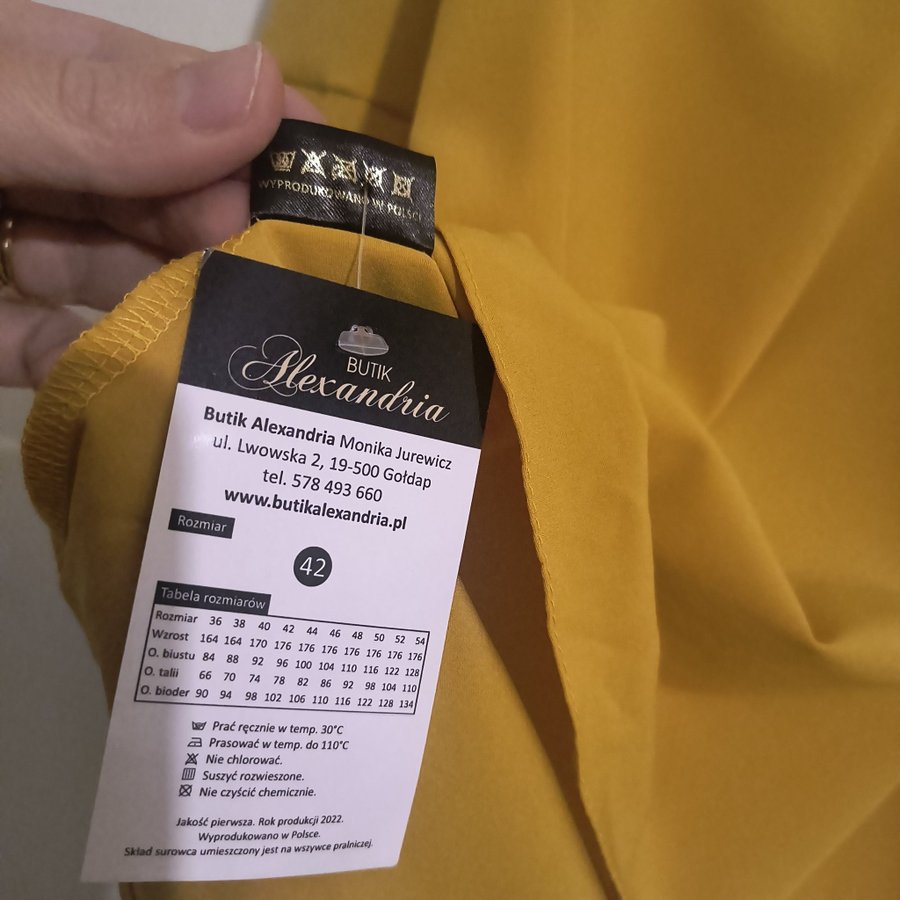 WYPRODUKOWANO W POLSCE
BUTIK
Alexandria
Butik Alexandria Monika Jurewicz
ul. Lwowska 2, 19-500 Gołdap
tel. 578 493 660
www.butikalexandria.pl
Rozmiar
42
Tabela rozmiarów
Rozmiar 36 38 40 42 44 46 48 50 52 54
Wzrost 164 164 170 176 176 176 176 176 176 176
O. biustu 84 88 92 96 100 104 110 116 122 128
O. talii 66 70 74 78 82 86 92 98 104 110
O. bioder 90 94 98 102 106 110 116 122 128 134
Prać ręcznie w temp. 30°C
Prasować w temp. do 110°C
Nie chlorować.
Suszyć rozwieszone.
Nie czyścić chemicznie.
Jakość pierwsza. Rok produkcji 2022.
Wyprodukowano w Polsce.
Skład surowca umieszczony jest na wszywce pralniczej.